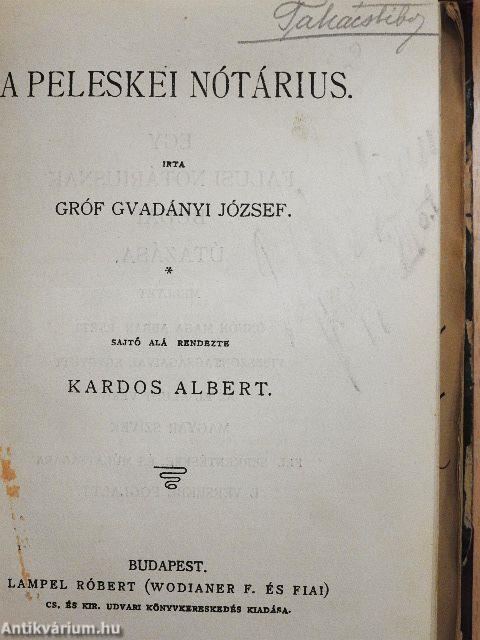 Takács Tibor
A PELESKEI NÓTÁRIUS.
IRTA
GRÓF GVADÁNYI JÓZSEF.
*
SAJTÓ ALÁ RENDEZTE
KARDOS ALBERT.
BUDAPEST.
LAMPEL RÓBERT (WODIANER F. ÉS FIAI)
CS. ÉS KIR. UDVARI KÖNYVKERESKEDÉS KIADÁSA.
Antikvárium.hu